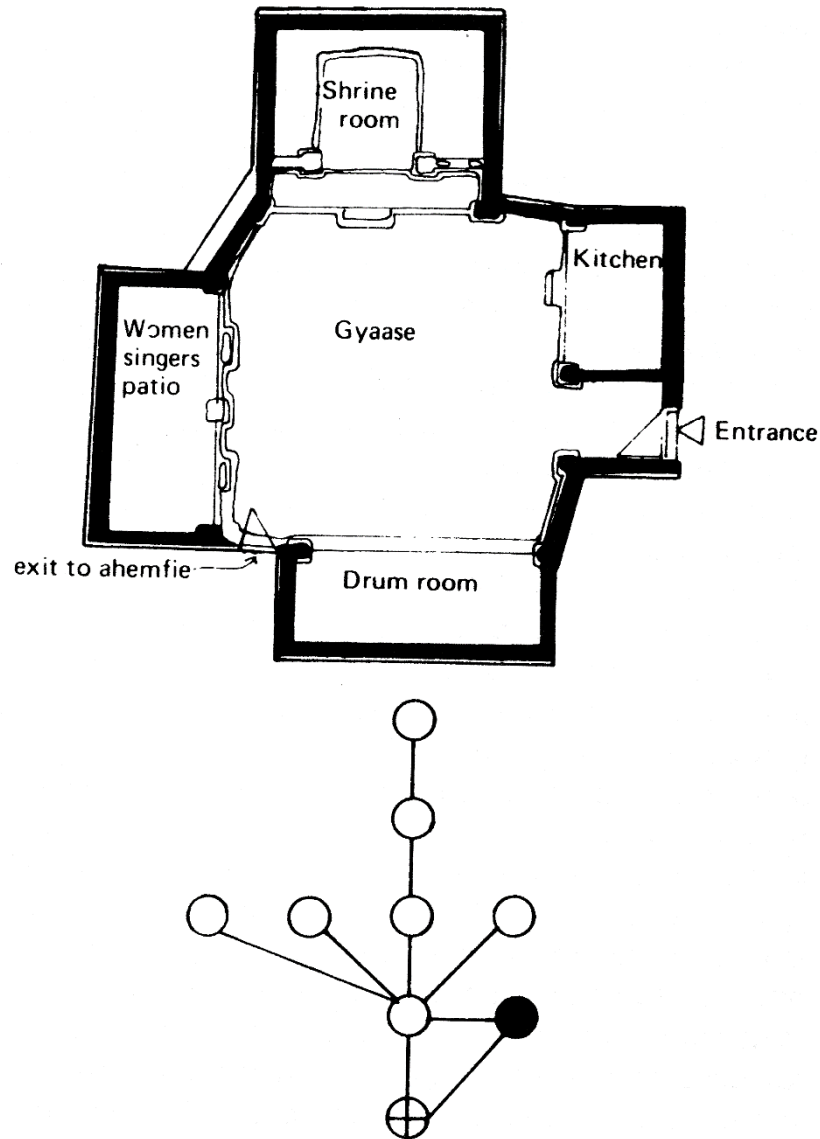 Shrine
room
Kitchen
Wɔmen
singers
patio
Gyaase
Entrance
exit to ahemfie
Drum room